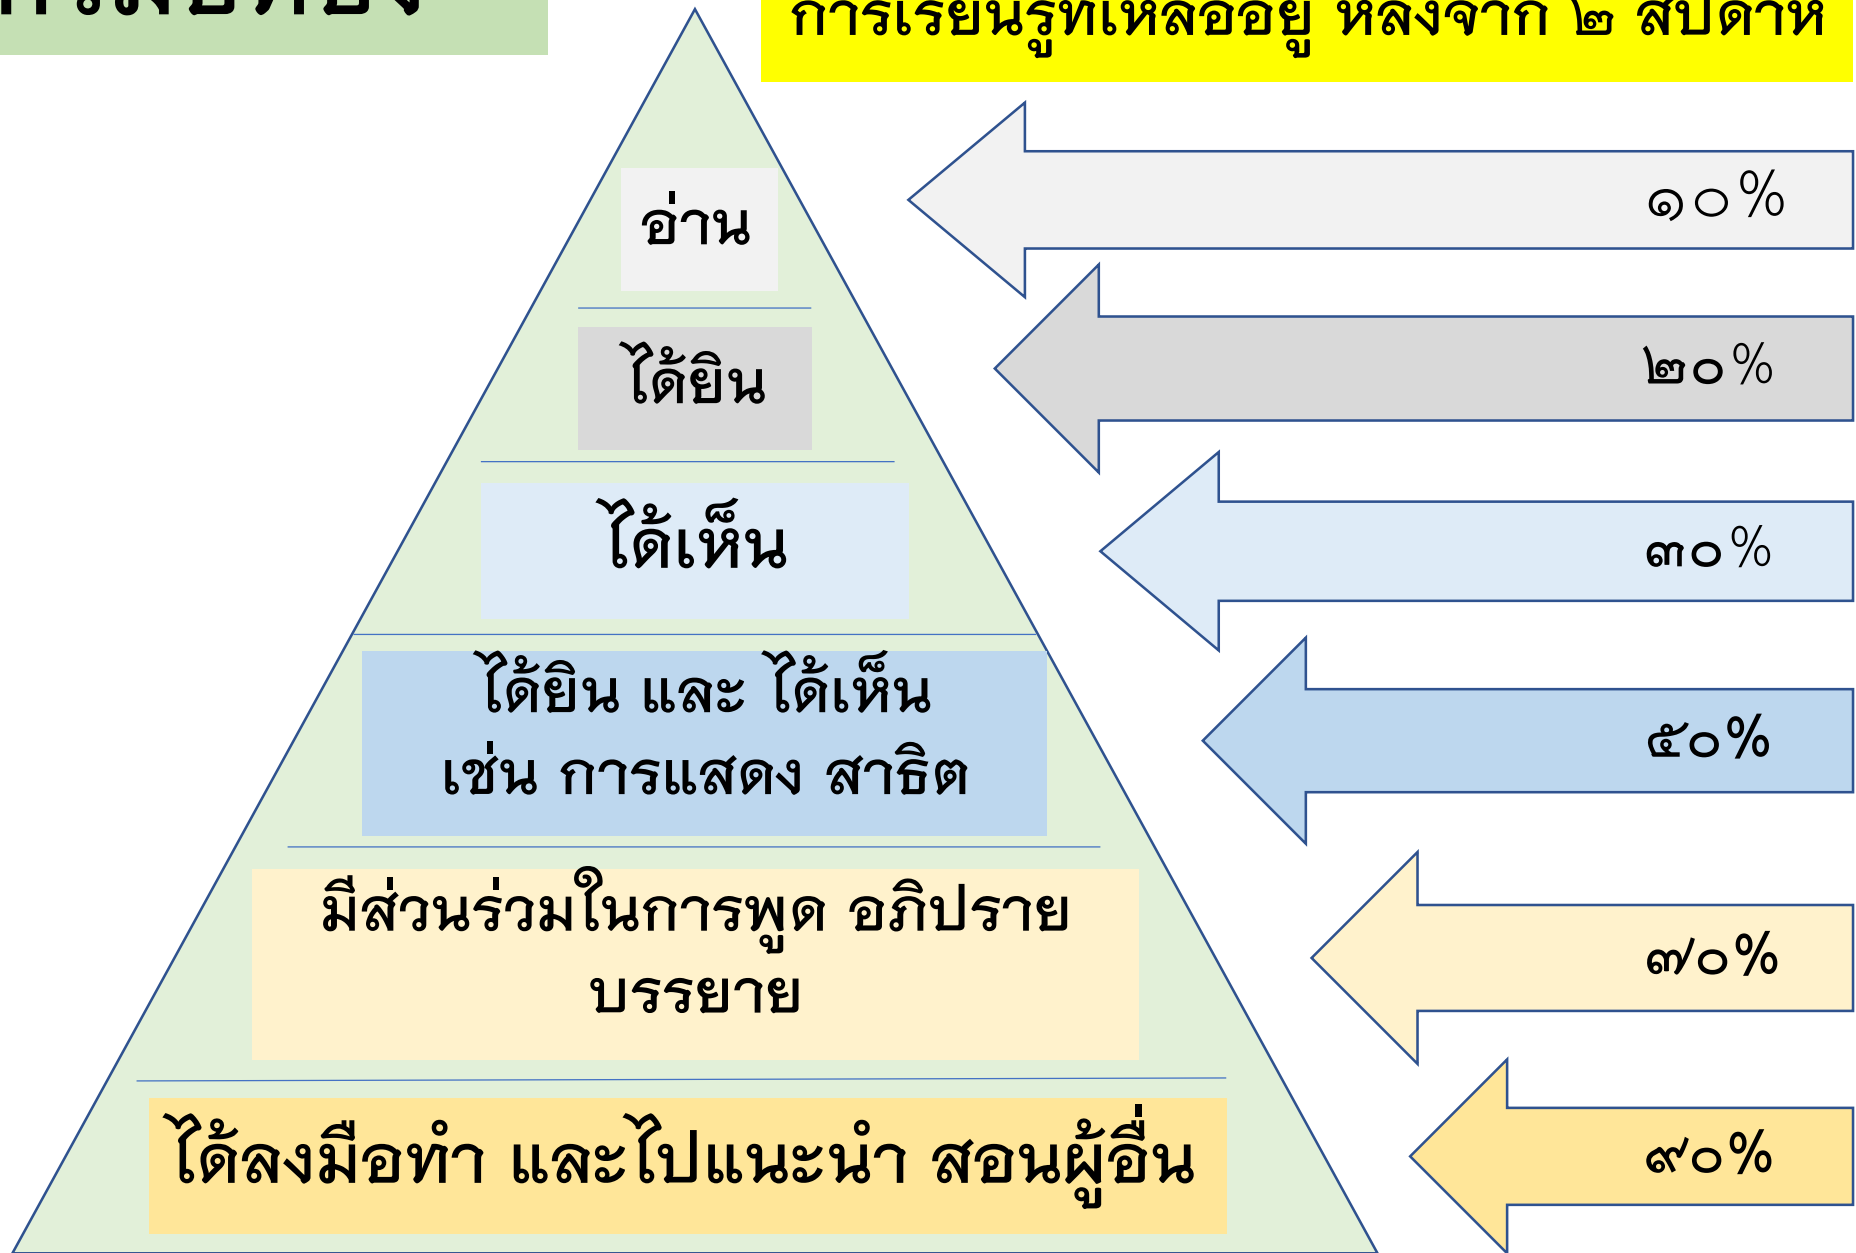 การเรียนรู้ที่เหลืออยู่ หลังจาก ๒ สัปดาห์
อ่าน
๑๐%
ได้ยิน
๒๐%
ได้เห็น
๓๐%
ได้ยิน และ ได้เห็น
เช่น การแสดง สาธิต
๕๐%
มีส่วนร่วมในการพูด อภิปราย
บรรยาย
๗๐%
ได้ลงมือทำ และไปแนะนำ สอนผู้อื่น
๙๐%